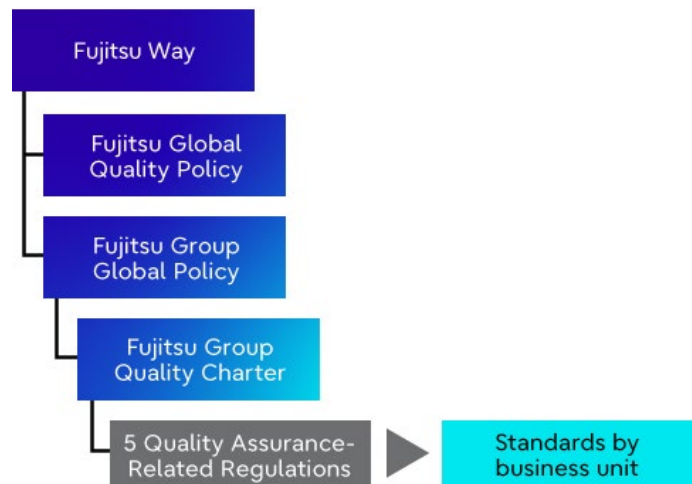 Fujitsu Way
Fujitsu Global
Quality Policy
Fujitsu Group
Global Policy
Fujitsu Group
Quality Charter
5 Quality Assurance-
Related Regulations
Standards by
business unit